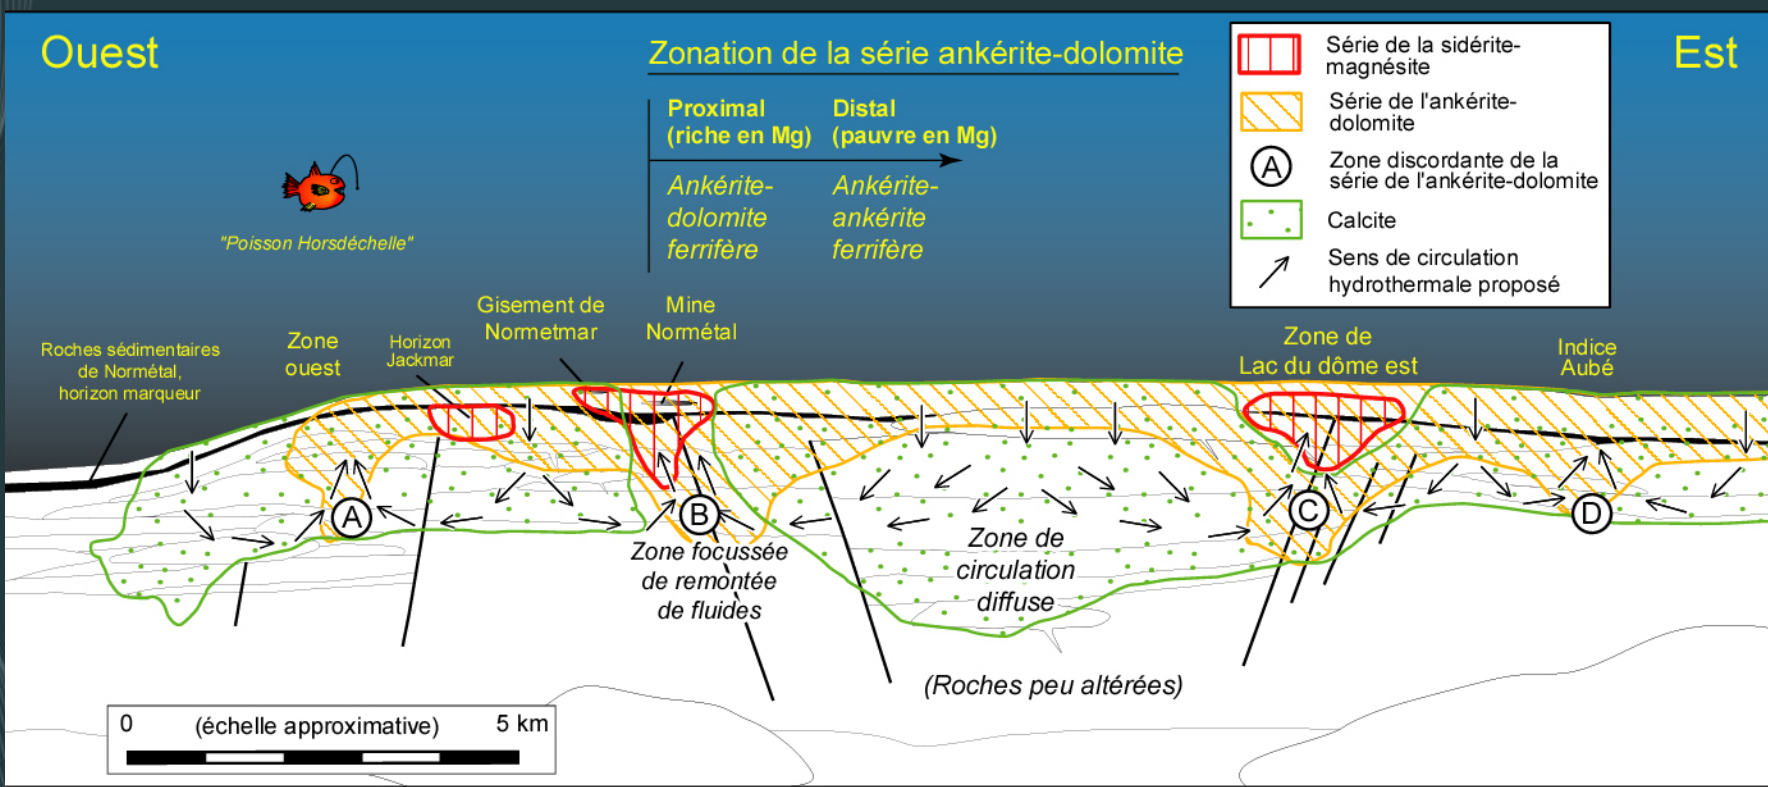 Ouest
Zonation de la série ankérite-dolomite
Est
Proximal
(riche en Mg)
Distal
(pauvre en Mg)
Ankérite-
dolomite
ferrifère
Ankérite-
ankérite
ferrifère
Série de la sidérite-
magnésite
Série de l'ankérite-
dolomite
A
Zone discordante de la
série de l'ankérite-dolomite
Calcite
Sens de circulation
hydrothermale proposé
"Poisson Horsdéchelle"
Roches sédimentaires
de Normétal,
horizon marqueur
Zone
ouest
Horizon
Jackmar
Gisement de
Normetmar
Mine
Normétal
Zone de
Lac du dôme est
Indice
Aubé
A
B
C
D
Zone focussée
de remontée
de fluides
Zone de
circulation
diffuse
(Roches peu altérées)
0 (échelle approximative) 5 km